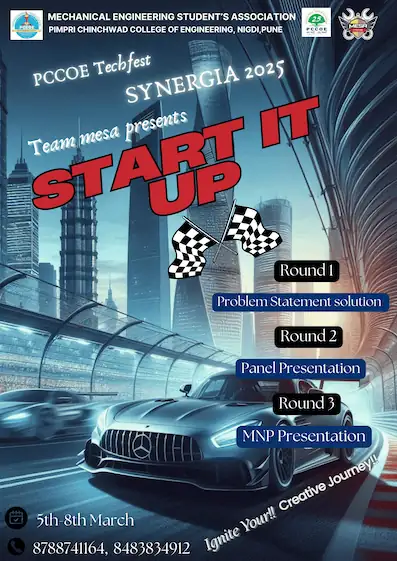 MECHANICAL ENGINEERING STUDENT'S ASSOCIATION
PIMPRI CHINCHWAD COLLEGE OF ENGINEERING, NIGDI,PUNE
PCCOE
MESA
PCCOE Techfest
SYNERGIA 2025
Team mesa presents
START IT
UP
Round 1
Problem Statement solution
Round 2
Panel Presentation
Round 3
MNP Presentation
Ignite Your!! Creative Journey!!
5th-8th March
8788741164, 8483834912